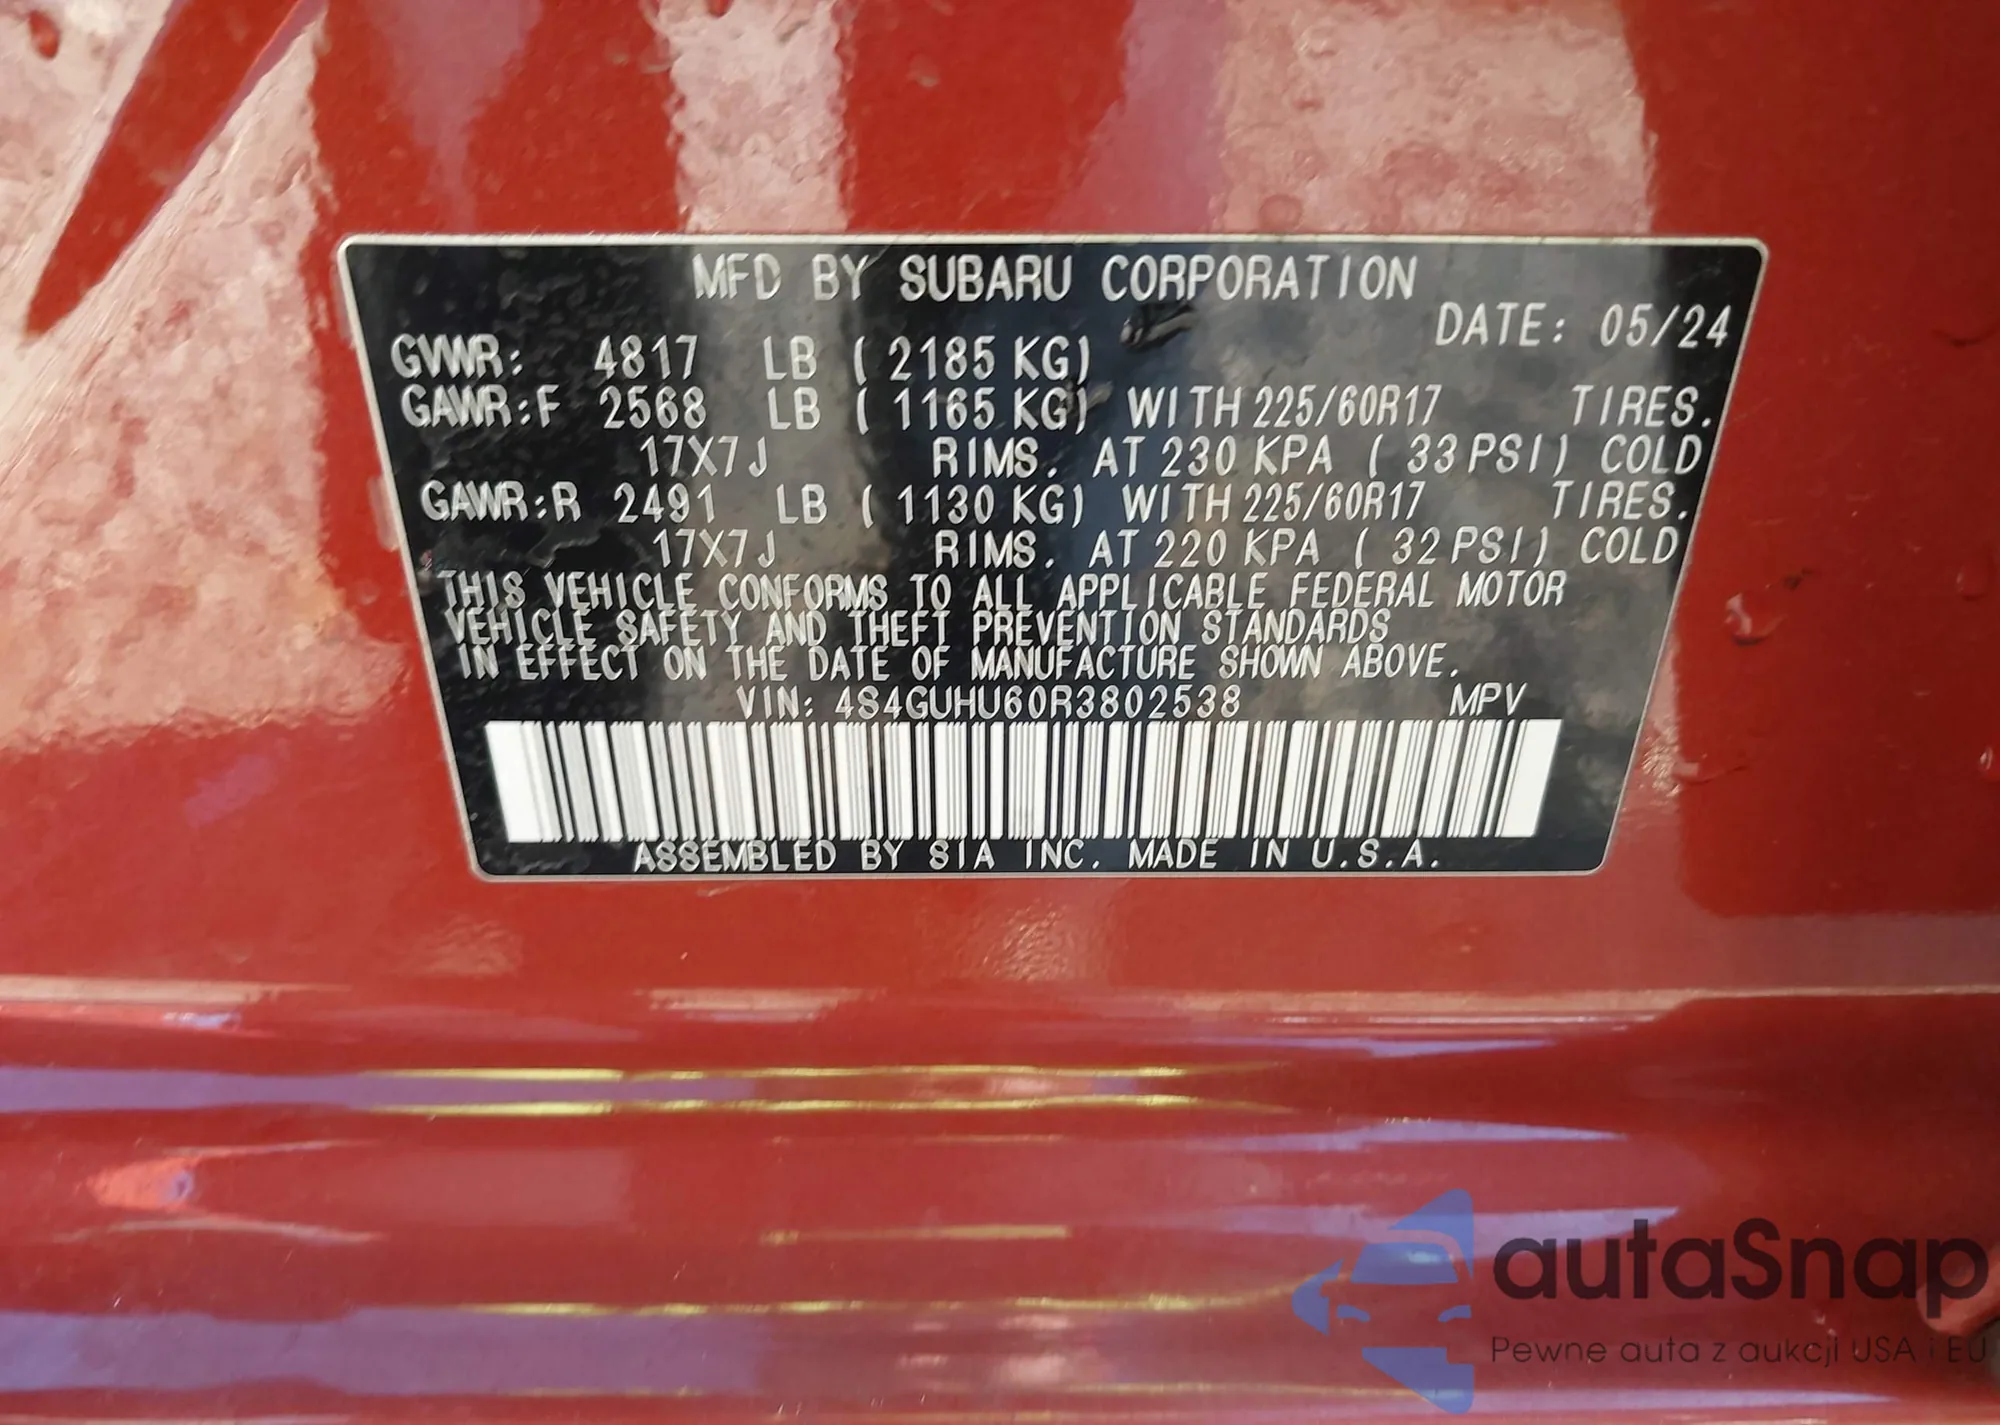 MFD BY SUBARU CORPORATION
DATE: 05/24
GVWR: 4817 LB ( 2185 KG)
GAWR:F 2568 LB ( 1165 KG) WITH 225/60R17 TIRES.
17X7J RIMS. AT 230 KPA ( 33 PSI) COLD
GAWR:R 2491 LB ( 1130 KG) WITH 225/60R17 TIRES.
17X7J RIMS. AT 220 KPA ( 32 PSI) COLD
THIS VEHICLE CONFORMS TO ALL APPLICABLE FEDERAL MOTOR
VEHICLE SAFETY AND THEFT PREVENTION STANDARDS
IN EFFECT ON THE DATE OF MANUFACTURE SHOWN ABOVE.
VIN: 4S4GUHU60R3802538 MPV
ASSEMBLED BY SIA INC. MADE IN U.S.A.
autaSnap
Pewne auta z aukcji USA i EU